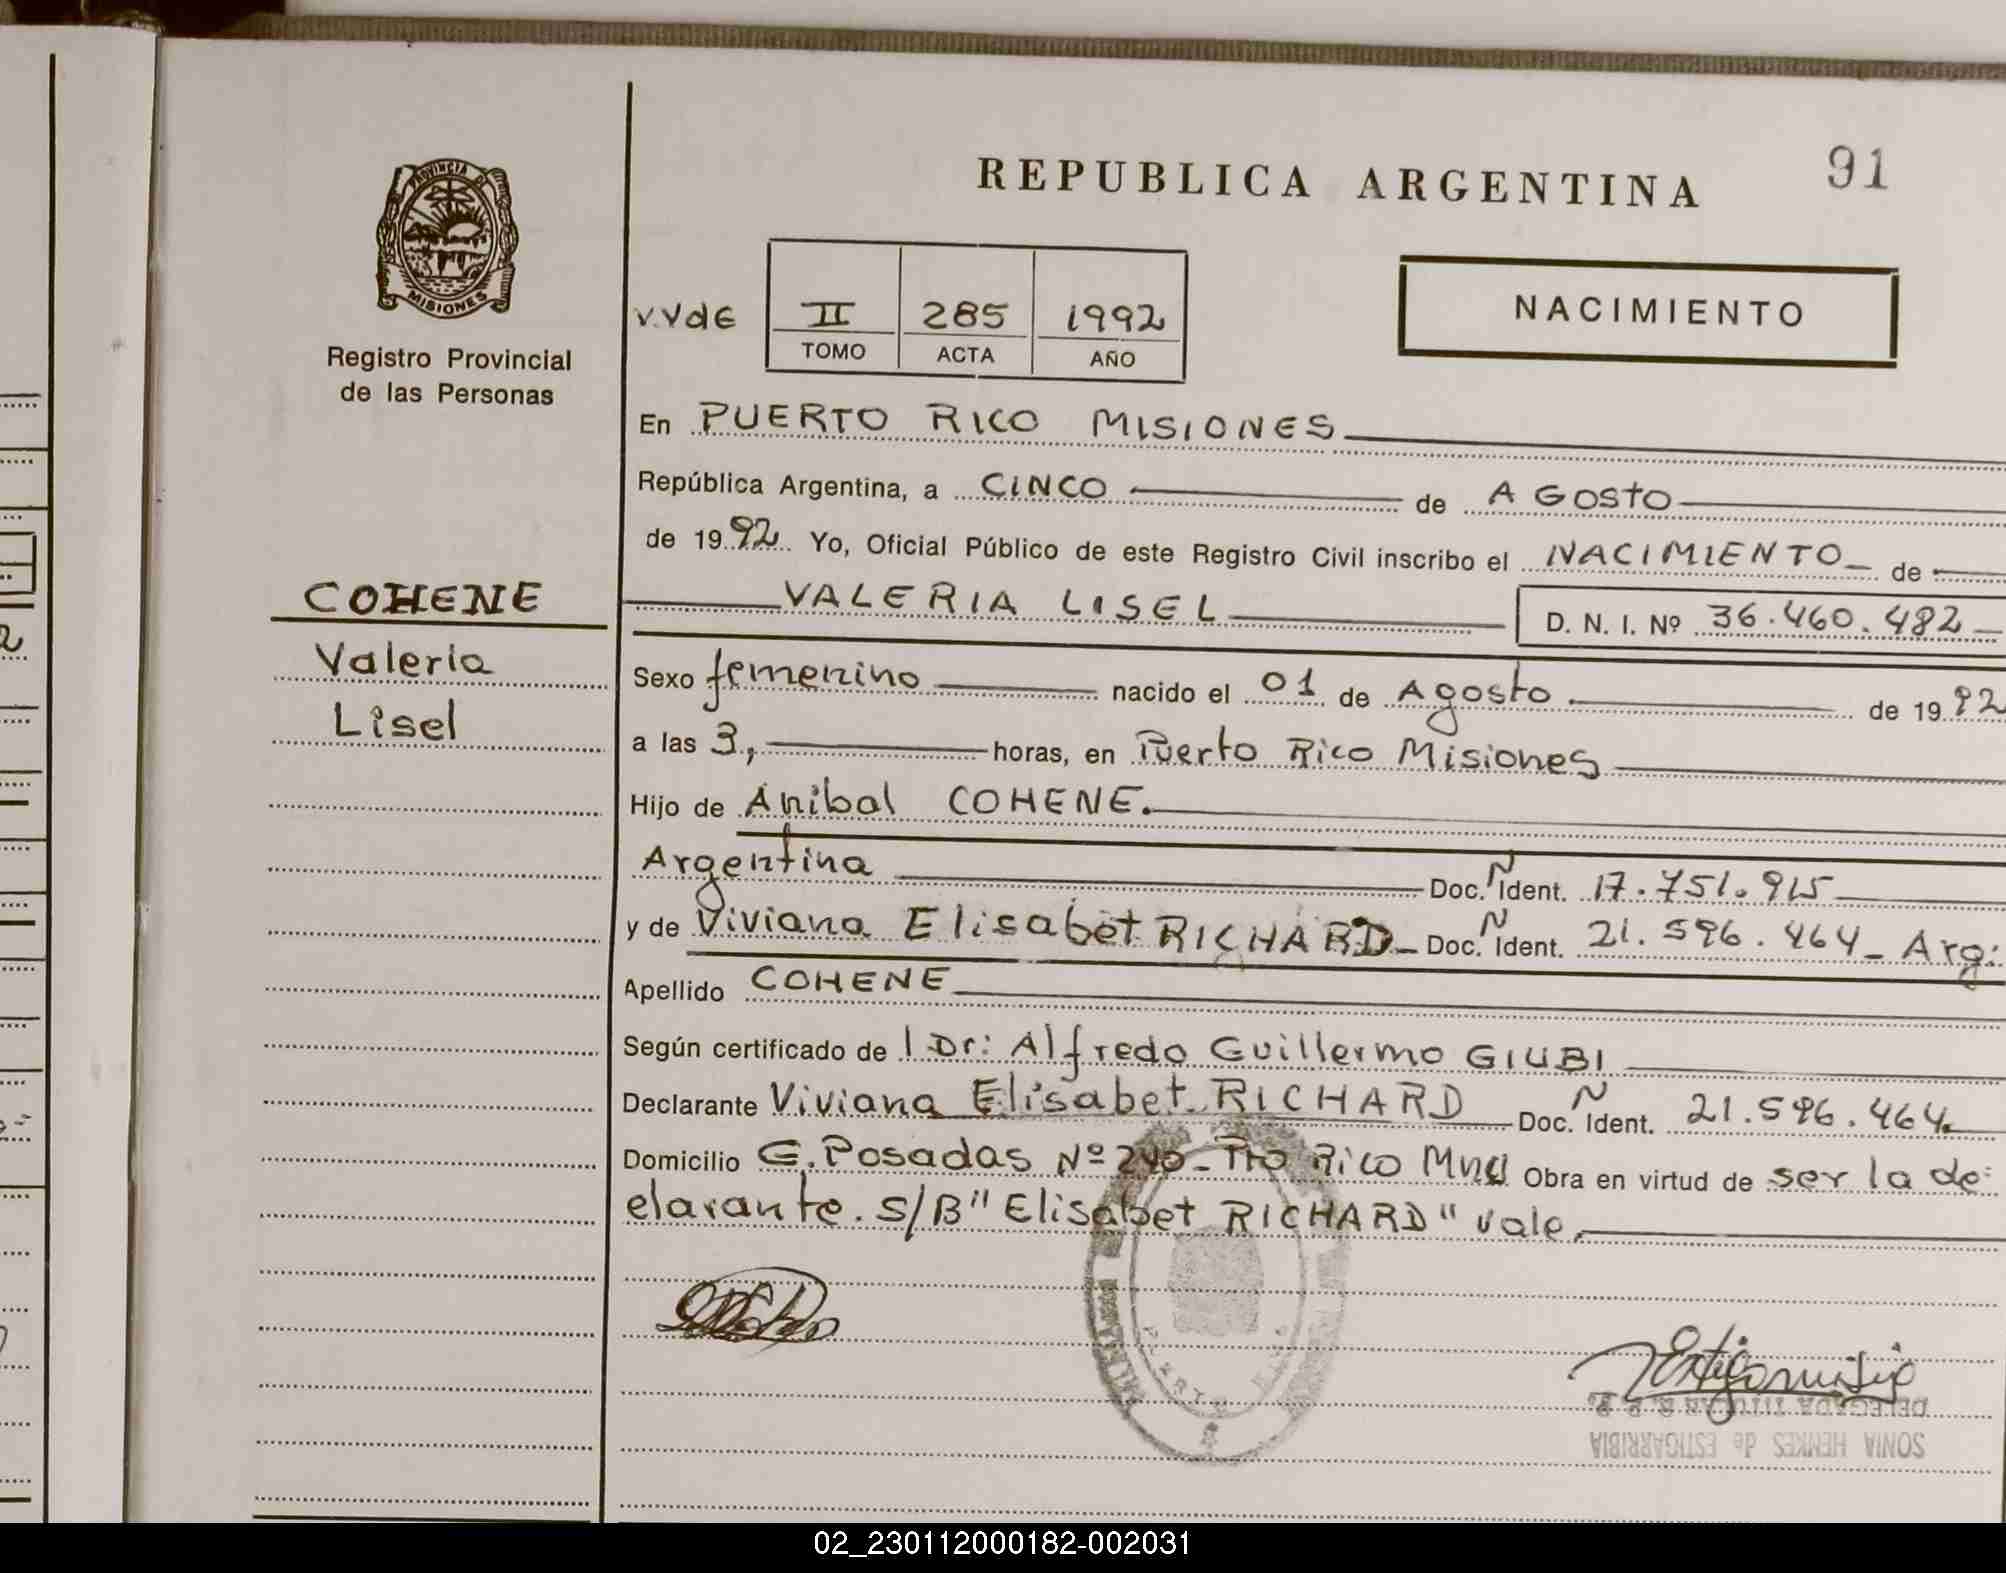 REPUBLICA ARGENTINA
91
PROVINCIA DE
MISIONES
Registro Provincial
de las Personas
II 285 1992
TOMO ACTA AÑO
NACIMIENTO
En PUERTO RICO MISIONES
República Argentina, a CINCO de AGOSTO
de 1992 Yo, Oficial Público de este Registro Civil inscribo el NACIMIENTO de
VALERIA LISEL D. N. I. Nº 36.460.482
COHENE
Valeria
Lisel
Sexo femenino nacido el 01 de Agosto de 1992
a las 3, horas, en Puerto Rico Misiones
Hijo de Anibal COHENE.
Argentina Doc. N Ident. 17.751.915
y de Viviana Elisabet RICHARD Doc. N Ident. 21.596.464 Arg:
Apellido COHENE
Según certificado de l Dr: Alfredo Guillermo GIUBI
Declarante Viviana Elisabet RICHARD Doc. N Ident. 21.596.464
Domicilio G. Posadas Nº 240 - Pto Rico Mnes Obra en virtud de ser la de
clarante. S/B "Elisabet RICHARD" vale.
DELEGADA TITULAR R. P. P.
SONIA HENKES de ESTIGARRIBIA
02_230112000182-002031